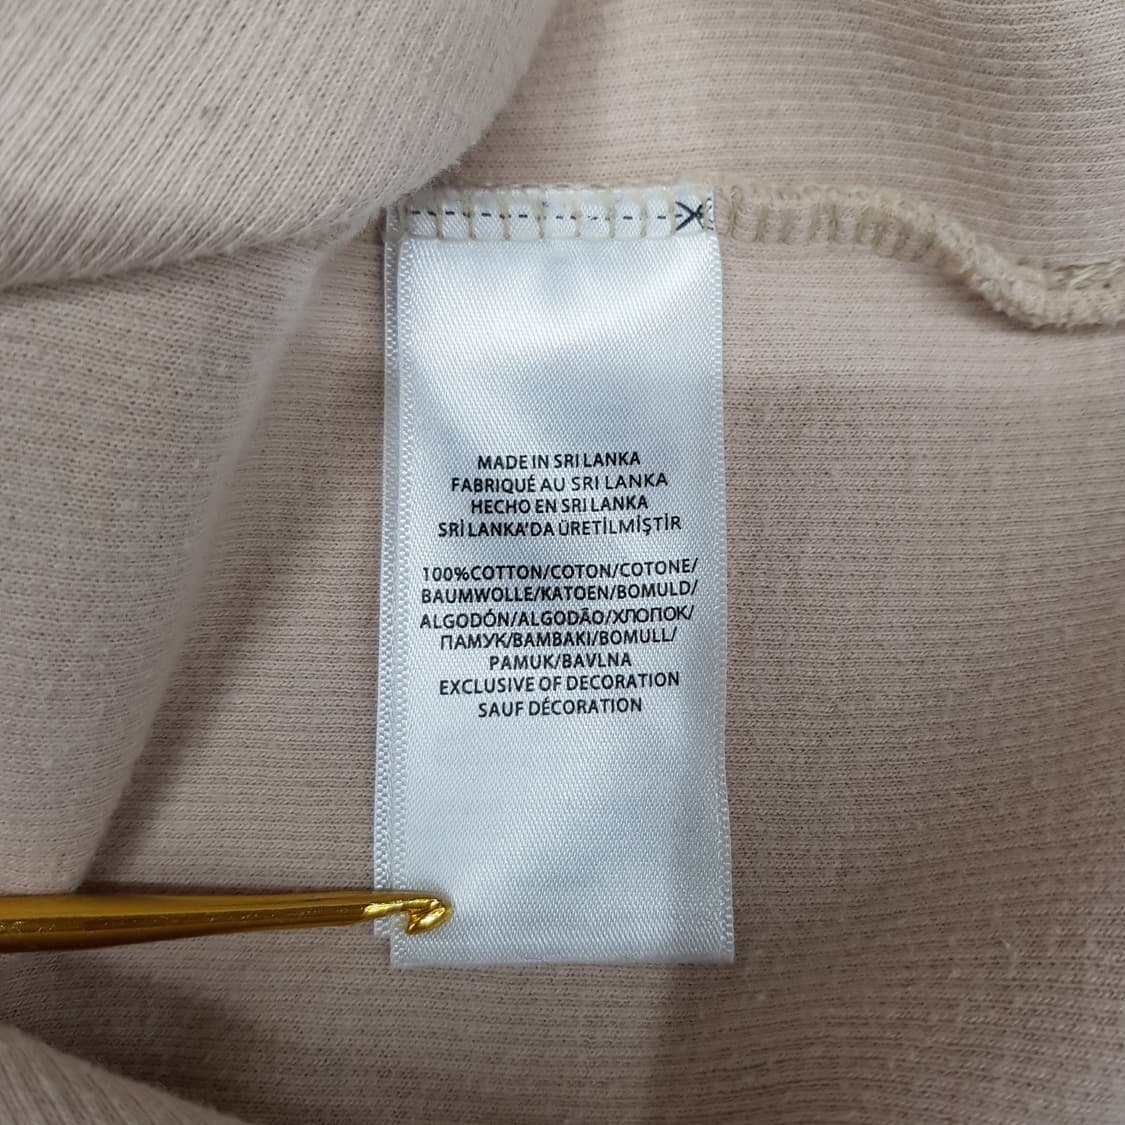 MADE IN SRI LANKA
FABRIQUÉ AU SRI LANKA
HECHO EN SRI LANKA
SRİ LANKA'DA ÜRETİLMİŞTİR
100%COTTON/COTON/COTONE/
BAUMWOLLE/KATOEN/BOMULD/
ALGODÓN/ALGODÃO/ХЛОПОК/
ПАМУК/BAMBAKI/BOMULL/
PAMUK/BAVLNA
EXCLUSIVE OF DECORATION
SAUF DÉCORATION